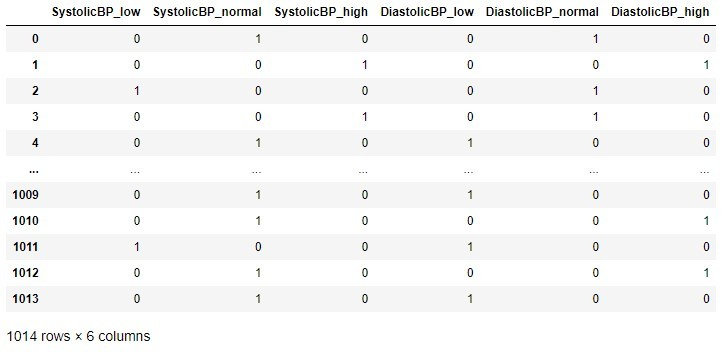 SystolicBP_low SystolicBP_normal SystolicBP_high DiastolicBP_low DiastolicBP_normal DiastolicBP_high
0 0 1 0 0 1 0
1 0 0 1 0 0 1
2 1 0 0 0 1 0
3 0 0 1 0 1 0
4 0 1 0 1 0 0
... ... ... ... ... ... ...
1009 0 1 0 1 0 0
1010 0 1 0 0 0 1
1011 1 0 0 1 0 0
1012 0 1 0 0 0 1
1013 0 1 0 1 0 0
1014 rows × 6 columns